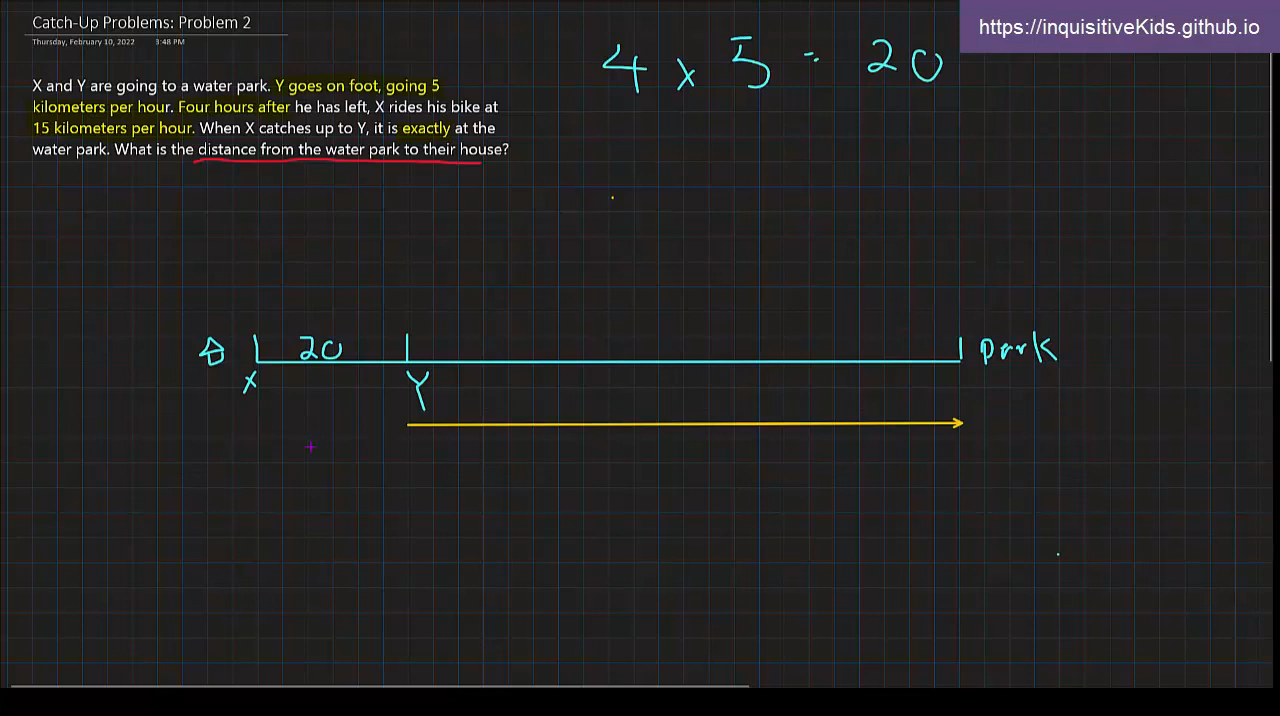 Catch-Up Problems: Problem 2
Thursday, February 10, 2022 3:48 PM
https://inquisitiveKids.github.io
4 x 5 = 20
X and Y are going to a water park. Y goes on foot, going 5
kilometers per hour. Four hours after he has left, X rides his bike at
15 kilometers per hour. When X catches up to Y, it is exactly at the
water park. What is the distance from the water park to their house?
20 park
X Y